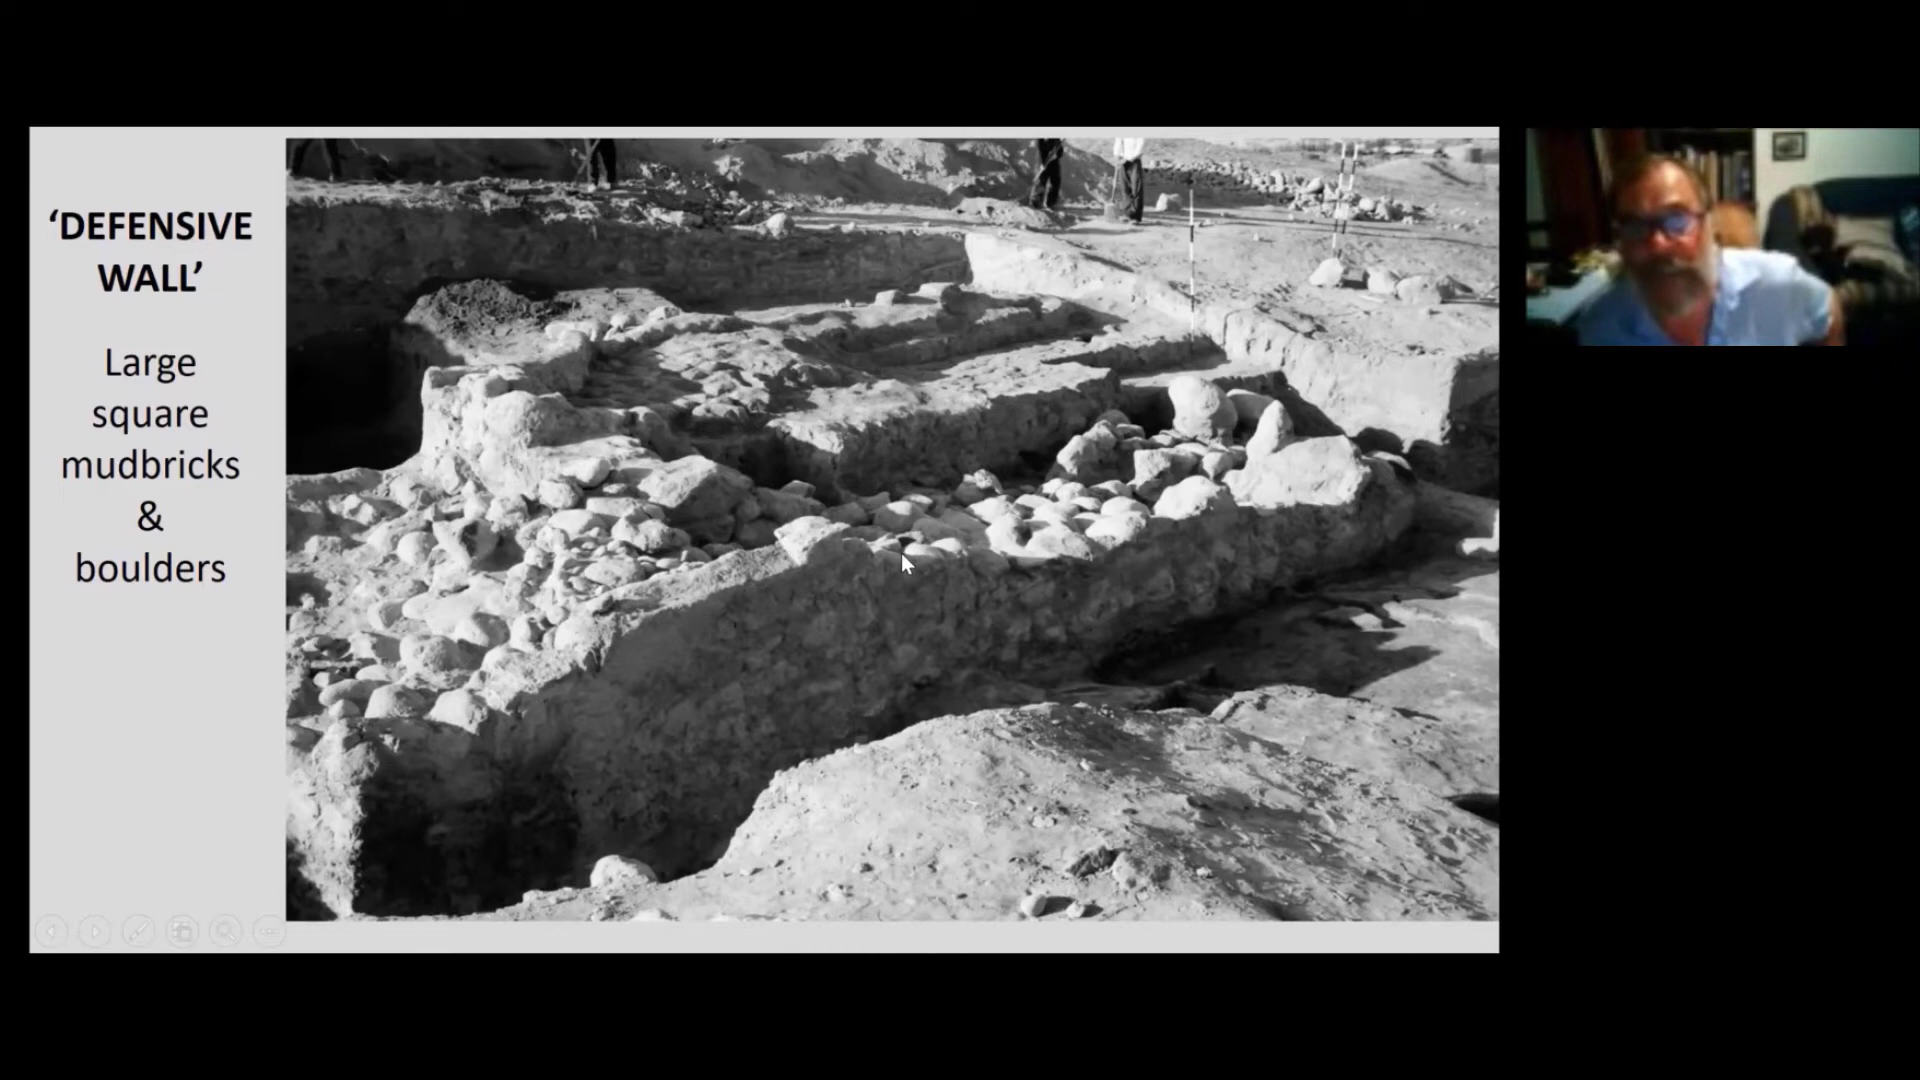 ‘DEFENSIVE
WALL’
Large
square
mudbricks
&
boulders